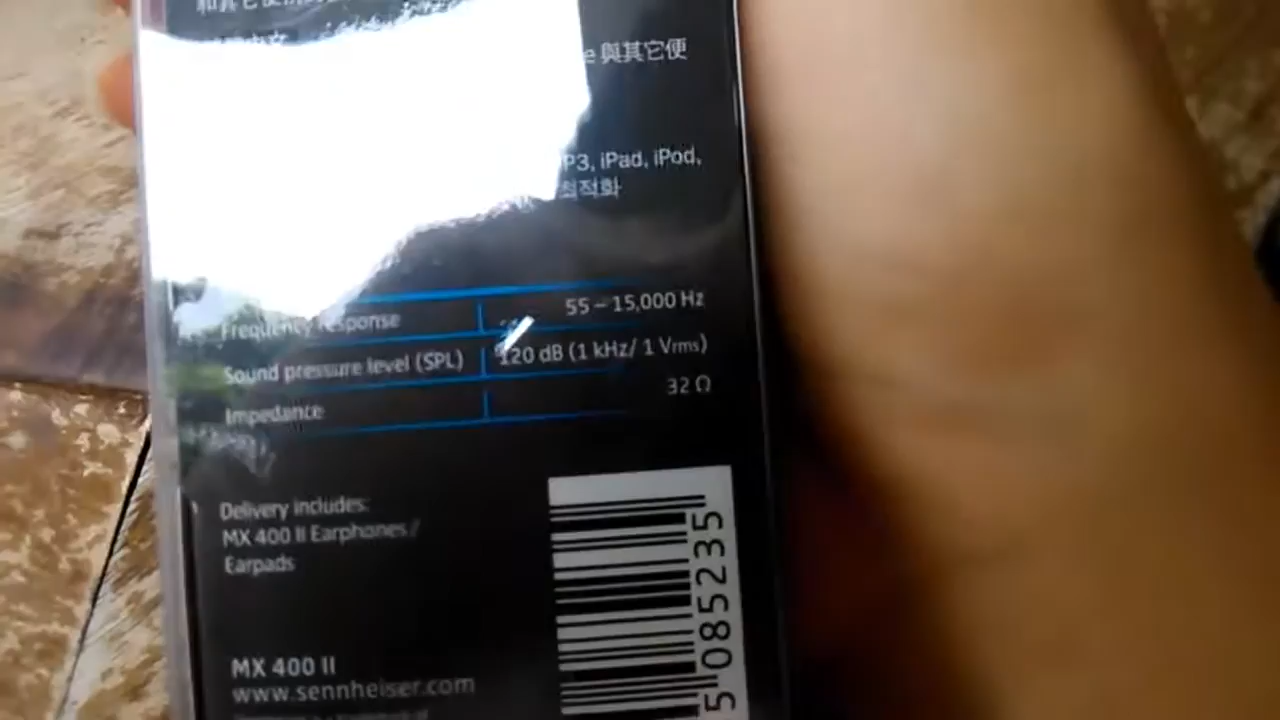 e 與其它便
P3, iPad, iPod,
최적화
Frequency response 55 – 15,000 Hz
Sound pressure level (SPL) 120 dB (1 kHz/ 1 Vrms)
Impedance 32 Ω
Delivery includes:
MX 400 II Earphones /
Earpads
MX 400 II
www.sennheiser.com
5 085235